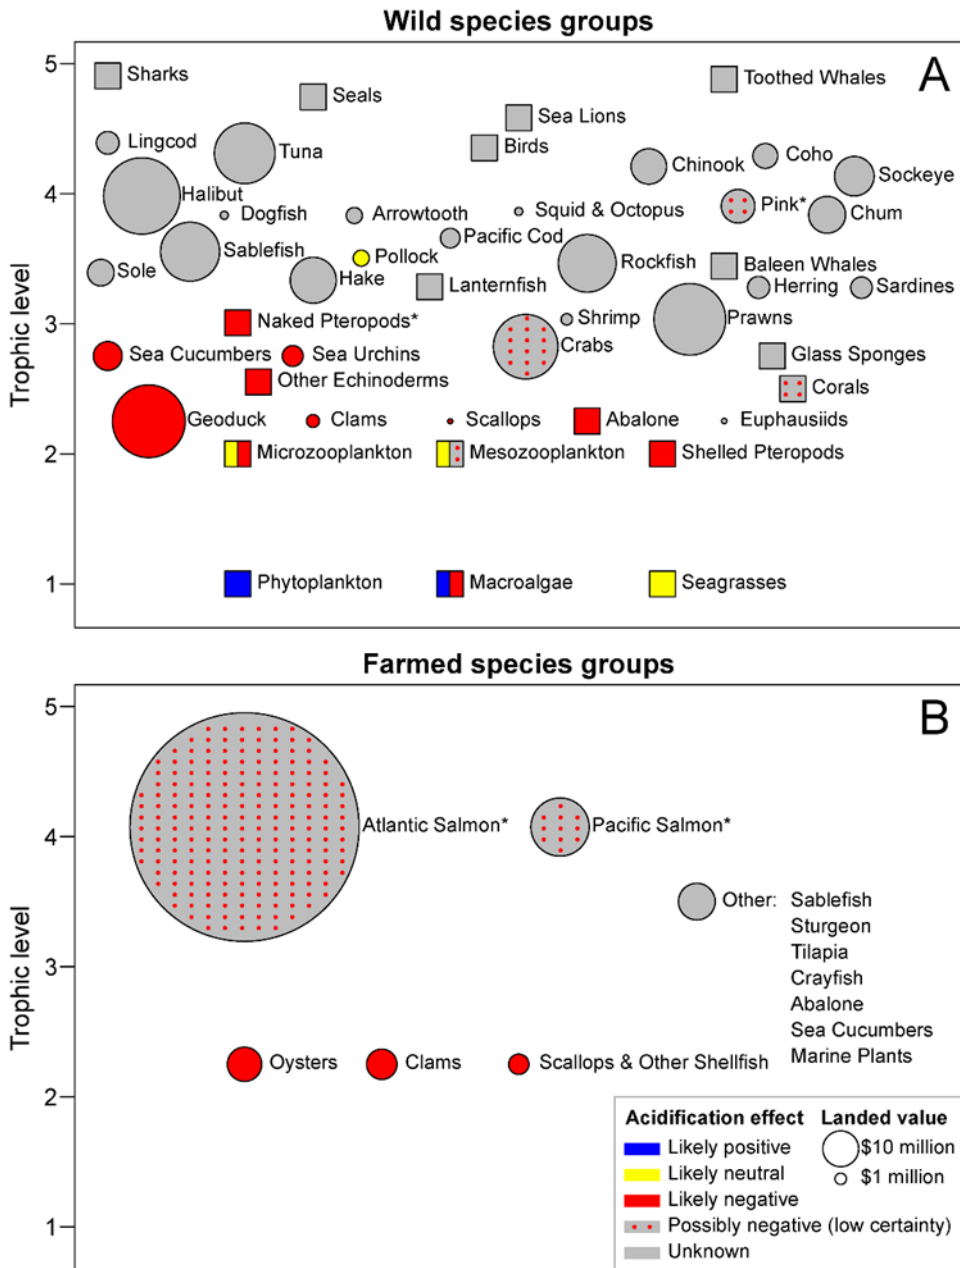 Wild species groups
A
5
4
3
2
1
Trophic level
Sharks
Toothed Whales
Seals
Sea Lions
Birds
Lingcod
Tuna
Chinook
Coho
Sockeye
Halibut
Dogfish
Arrowtooth
Squid & Octopus
Pink*
Chum
Sablefish
Pollock
Pacific Cod
Rockfish
Baleen Whales
Sole
Hake
Lanternfish
Herring
Sardines
Naked Pteropods*
Shrimp
Prawns
Sea Cucumbers
Sea Urchins
Crabs
Glass Sponges
Other Echinoderms
Corals
Geoduck
Clams
Scallops
Abalone
Euphausiids
Microzooplankton
Mesozooplankton
Shelled Pteropods
Phytoplankton
Macroalgae
Seagrasses
Farmed species groups
B
5
4
3
2
1
Trophic level
Atlantic Salmon*
Pacific Salmon*
Other: Sablefish
Sturgeon
Tilapia
Crayfish
Abalone
Sea Cucumbers
Marine Plants
Oysters
Clams
Scallops & Other Shellfish
Acidification effect
Likely positive
Likely neutral
Likely negative
Possibly negative (low certainty)
Unknown
Landed value
$10 million
$1 million